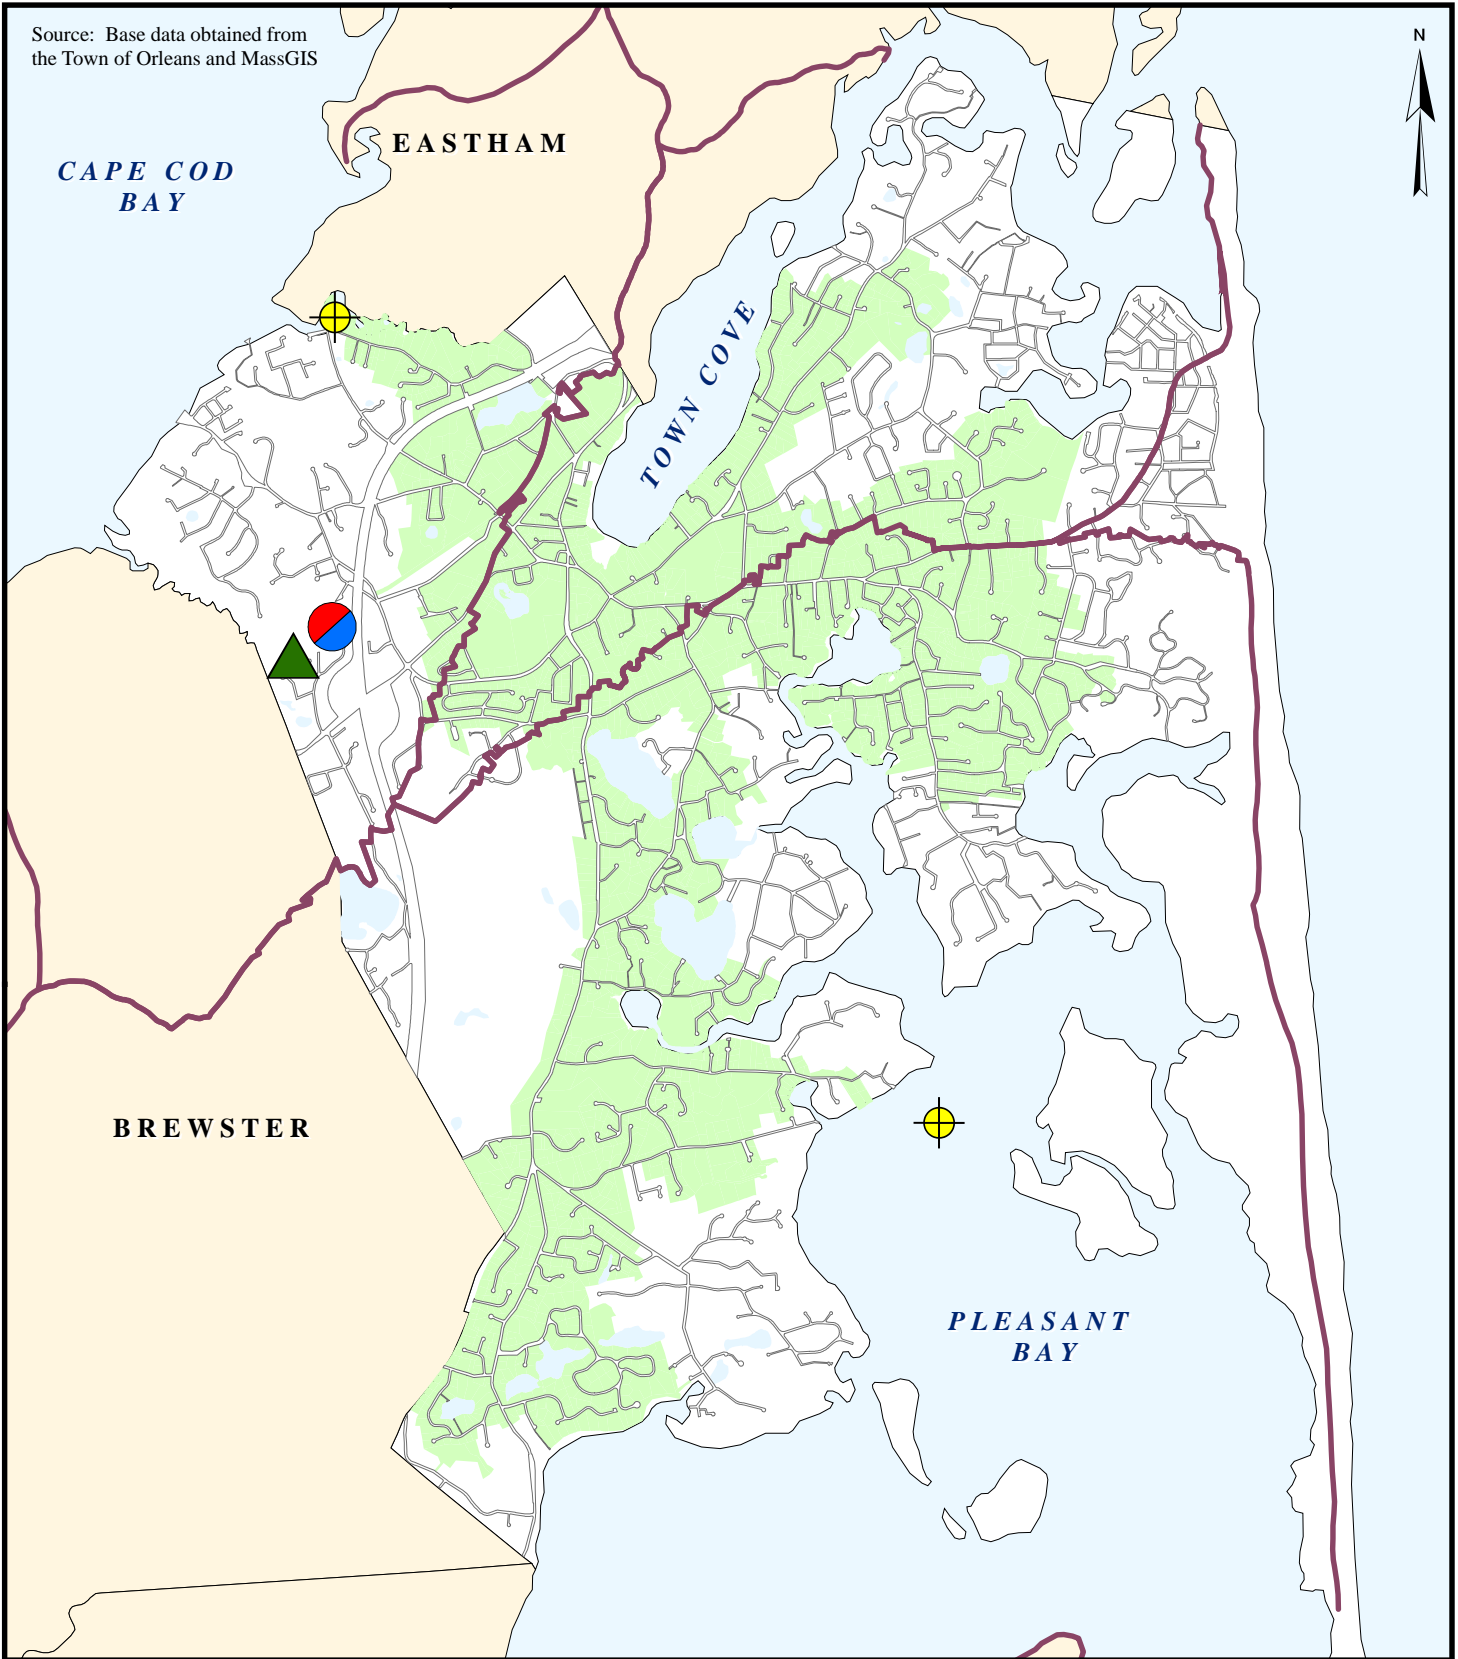 Source: Base data obtained from
the Town of Orleans and MassGIS
N
EASTHAM
CAPE COD
BAY
TOWN COVE
BREWSTER
PLEASANT
BAY